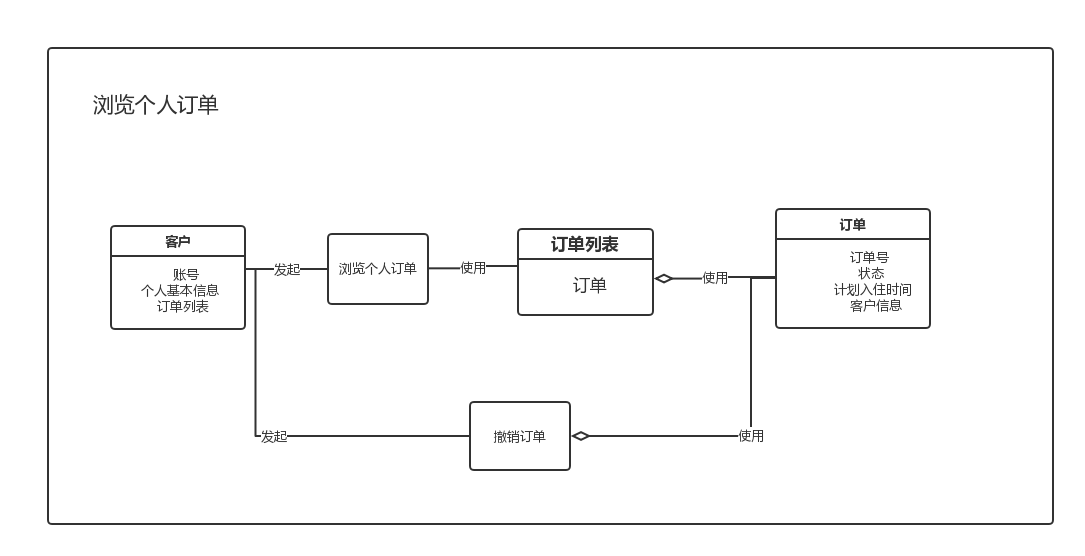 浏览个人订单
客户
账号
个人基本信息
订单列表
发起
浏览个人订单
使用
订单列表
订单
使用
订单
订单号
状态
计划入住时间
客户信息
发起
撤销订单
使用